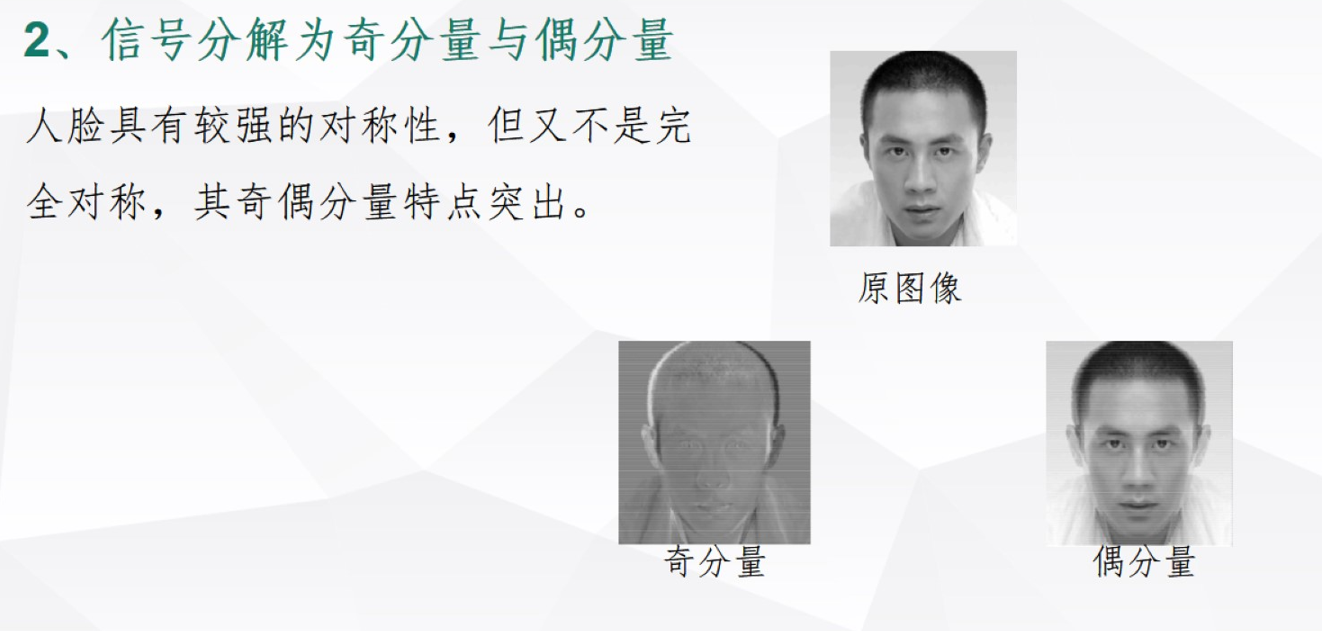 2、信号分解为奇分量与偶分量
人脸具有较强的对称性，但又不是完
全对称，其奇偶分量特点突出。
原图像
奇分量
偶分量